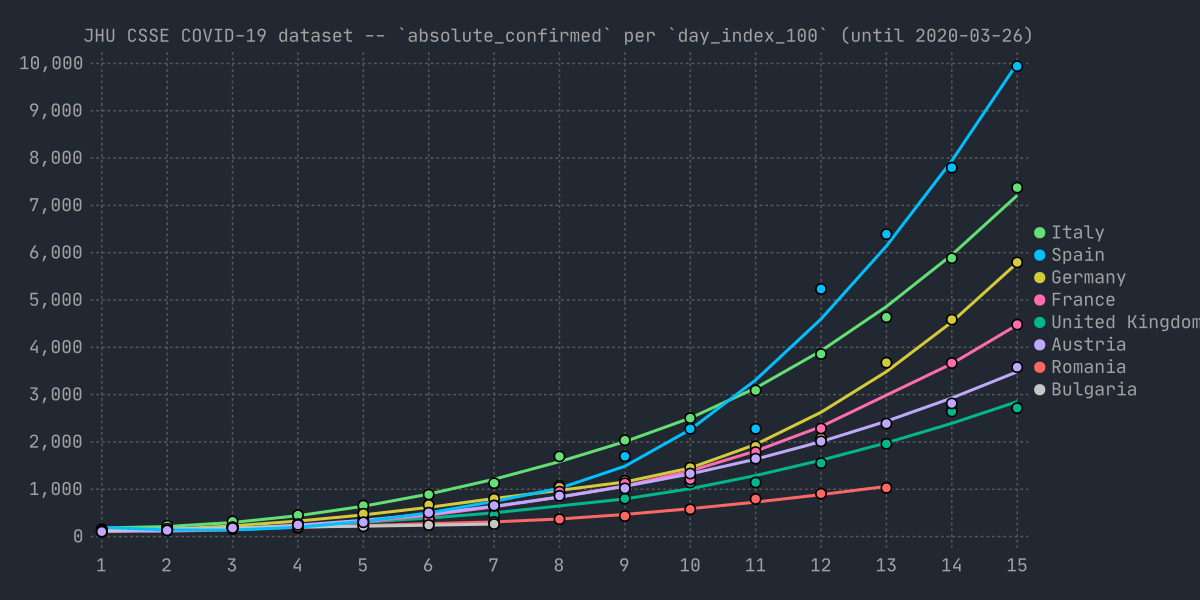 JHU CSSE COVID-19 dataset -- `absolute_confirmed` per `day_index_100` (until 2020-03-26)
10,000
9,000
8,000
7,000
6,000
5,000
4,000
3,000
2,000
1,000
0
1 2 3 4 5 6 7 8 9 10 11 12 13 14 15
Italy
Spain
Germany
France
United Kingdom
Austria
Romania
Bulgaria